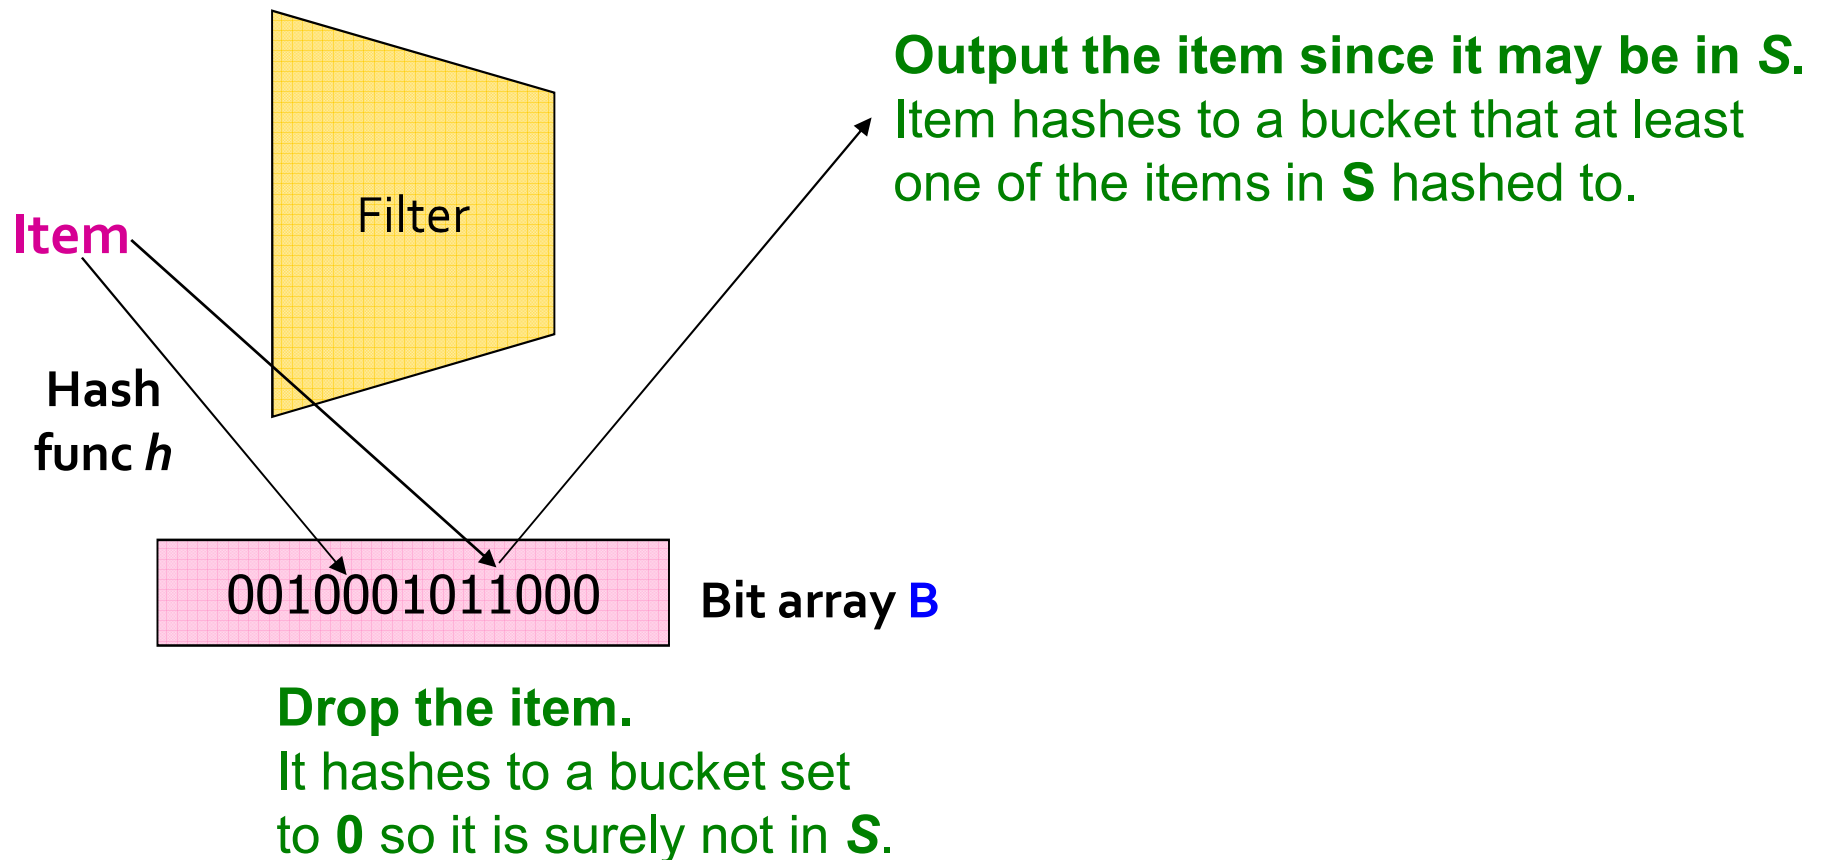 Output the item since it may be in S.
Item hashes to a bucket that at least
one of the items in S hashed to.
Filter
Item
Hash
func h
0010001011000
Bit array B
Drop the item.
It hashes to a bucket set
to 0 so it is surely not in S.